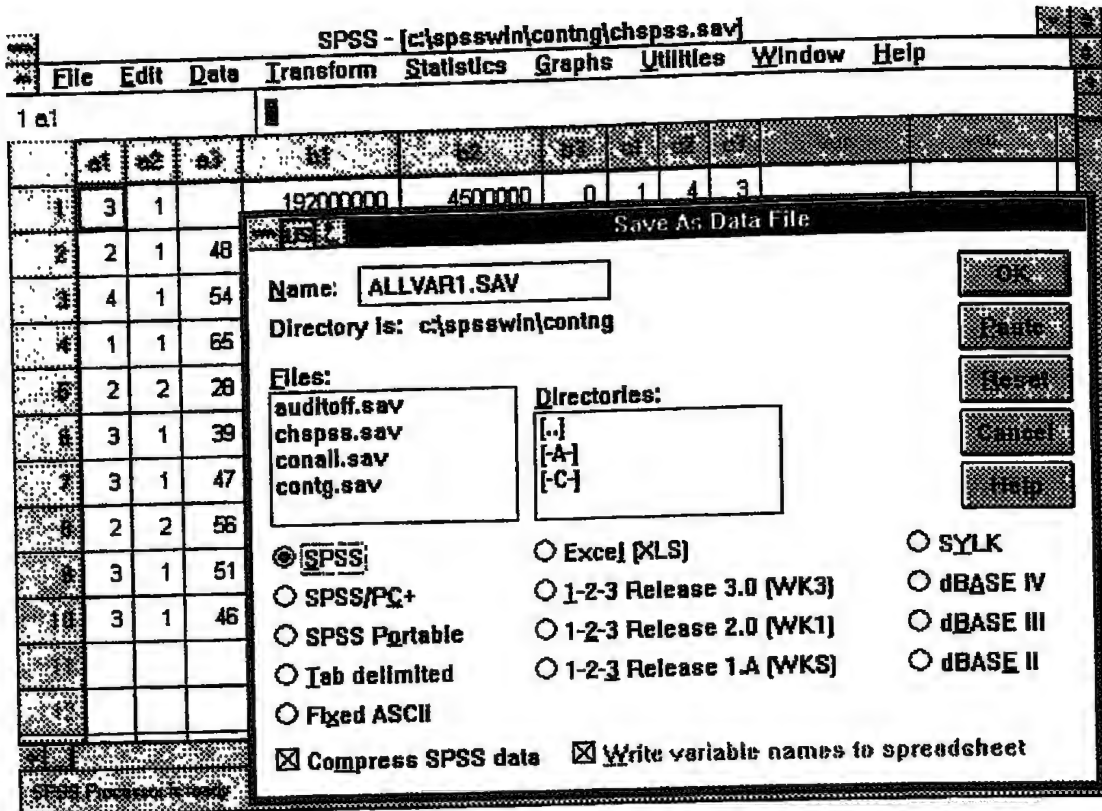 SPSS - [c:\spsswin\contng\chspss.sav]
File Edit Data Transform Statistics Graphs Utilities Window Help
1 a1
a1 a2 a3 b1 b2 b3
1 3 1 192000000 4500000 0 1 4 3
2 2 1 48
3 4 1 54
4 1 1 65
5 2 2 28
6 3 1 39
7 3 1 47
8 2 2 56
9 3 1 51
10 3 1 46
Save As Data File
Name: ALLVAR1.SAV
Directory is: c:\spsswin\contng
Files:
auditoff.sav
chspss.sav
conall.sav
contg.sav
Directories:
[..]
[-A-]
[-C-]
OK
Paste
Reset
Cancel
Help
SPSS
SPSS/PC+
SPSS Portable
Tab delimited
Fixed ASCII
Excel (XLS)
1-2-3 Release 3.0 (WK3)
1-2-3 Release 2.0 (WK1)
1-2-3 Release 1.A (WKS)
SYLK
dBASE IV
dBASE III
dBASE II
Compress SPSS data
Write variable names to spreadsheet
SPSS Processor is ready